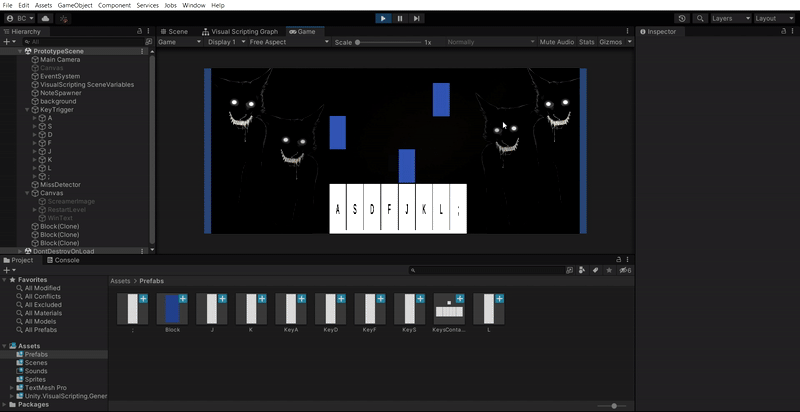 File Edit Assets GameObject Component Services Jobs Window Help
BC Layers Layout
Hierarchy Scene Visual Scripting Graph Game Inspector
All Game Display 1 Free Aspect Scale 1x Normally Mute Audio Stats Gizmos
PrototypeScene
Main Camera
Canvas
EventSystem
VisualScripting SceneVariables
NoteSpawner
background
KeyTrigger
A
S
D
F
J
K
L
;
MissDetector
Canvas
ScreamerImage
RestartLevel
WinText
Block(Clone)
Block(Clone)
Block(Clone)
DontDestroyOnLoad
A S D F J K L ;
Project Console
6
Favorites
All Modified
All Conflicts
All Excluded
All Materials
All Models
All Prefabs
Assets
Prefabs
Scenes
Sounds
Sprites
TextMesh Pro
Unity.VisualScripting.Gener
Packages
Assets > Prefabs
; Block J K KeyA KeyD KeyF KeyS KeysConta... L